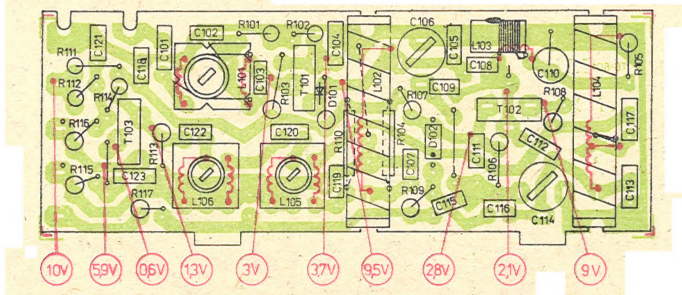 R101 R102 C106
C121 C102 C104 C105 L103
R111 C101 L101 C103 T101 C108 C110 L104 R105
C118 L102
R112 R114 R103 D101 C109 R107 T102 R108
T103 R104 C117
R116 R113 C122 C120 R110 D102 C111 C112
C107 R106
R115 C123 C119 R109 C113
L106 L105 C115 C116 C114
R117
10V 5,9V 0,6V 1,3V 3V 3,7V 9,5V 2,8V 2,1V 9V